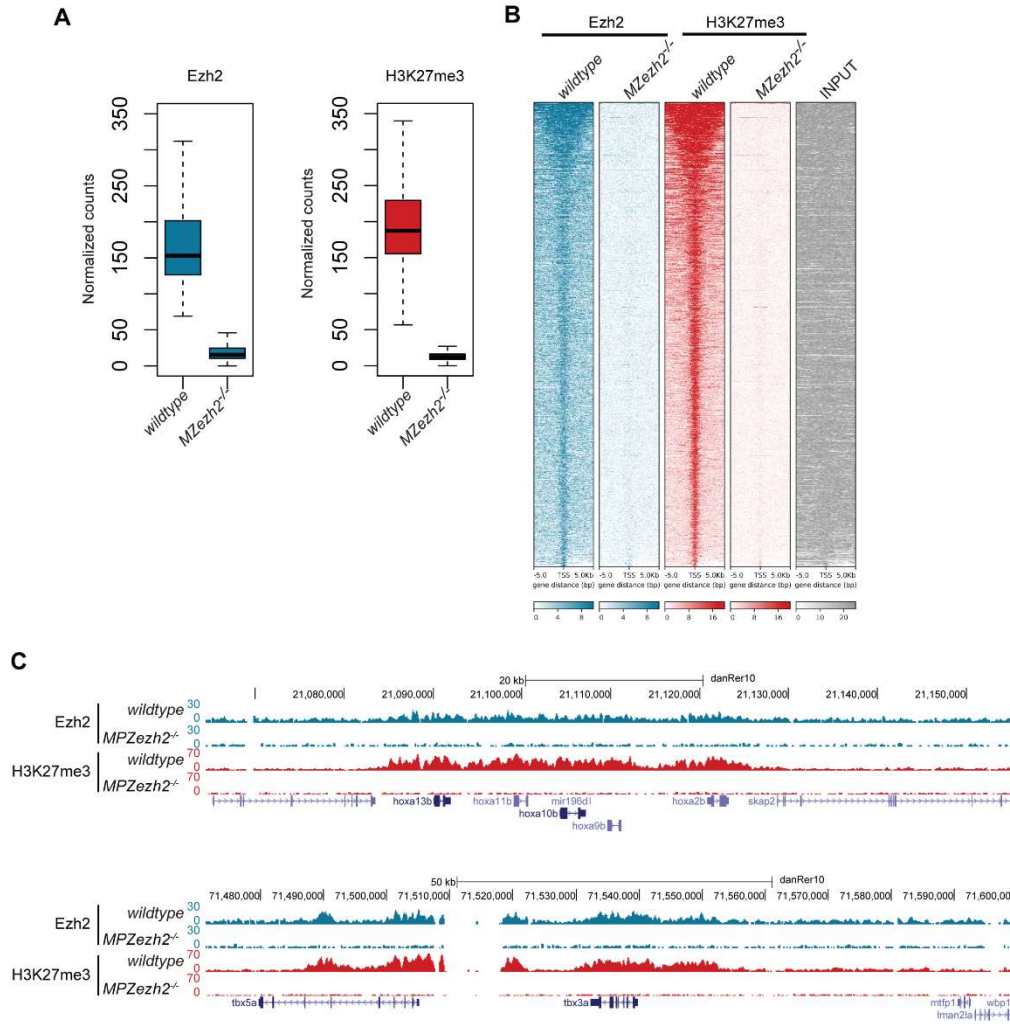 A
Ezh2
H3K27me3
Normalized counts
350
250
150
50
0
wildtype
MZezh2-/-
Normalized counts
350
250
150
50
0
wildtype
MZezh2-/-
B
Ezh2
H3K27me3
wildtype
MZezh2-/-
wildtype
MZezh2-/-
INPUT
-5.0 TSS 5.0Kb -5.0 TSS 5.0Kb -5.0 TSS 5.0Kb -5.0 TSS 5.0Kb -5.0 TSS 5.0Kb
gene distance (bp) gene distance (bp) gene distance (bp) gene distance (bp) gene distance (bp)
0 4 8 0 4 8 0 8 16 0 8 16 0 10 20
C
20 kb danRer10
21,080,000 21,090,000 21,100,000 21,110,000 21,120,000 21,130,000 21,140,000 21,150,000
Ezh2
wildtype
30
0
MPZezh2-/-
30
0
H3K27me3
wildtype
70
0
MPZezh2-/-
70
0
hoxa13b hoxa11b mir196d hoxa2b skap2
hoxa10b
hoxa9b
50 kb danRer10
71,480,000 71,490,000 71,500,000 71,510,000 71,520,000 71,530,000 71,540,000 71,550,000 71,560,000 71,570,000 71,580,000 71,590,000 71,600,000
Ezh2
wildtype
30
0
MPZezh2-/-
30
0
H3K27me3
wildtype
70
0
MPZezh2-/-
70
0
tbx5a tbx3a mtfp1 wbp1
lman2la